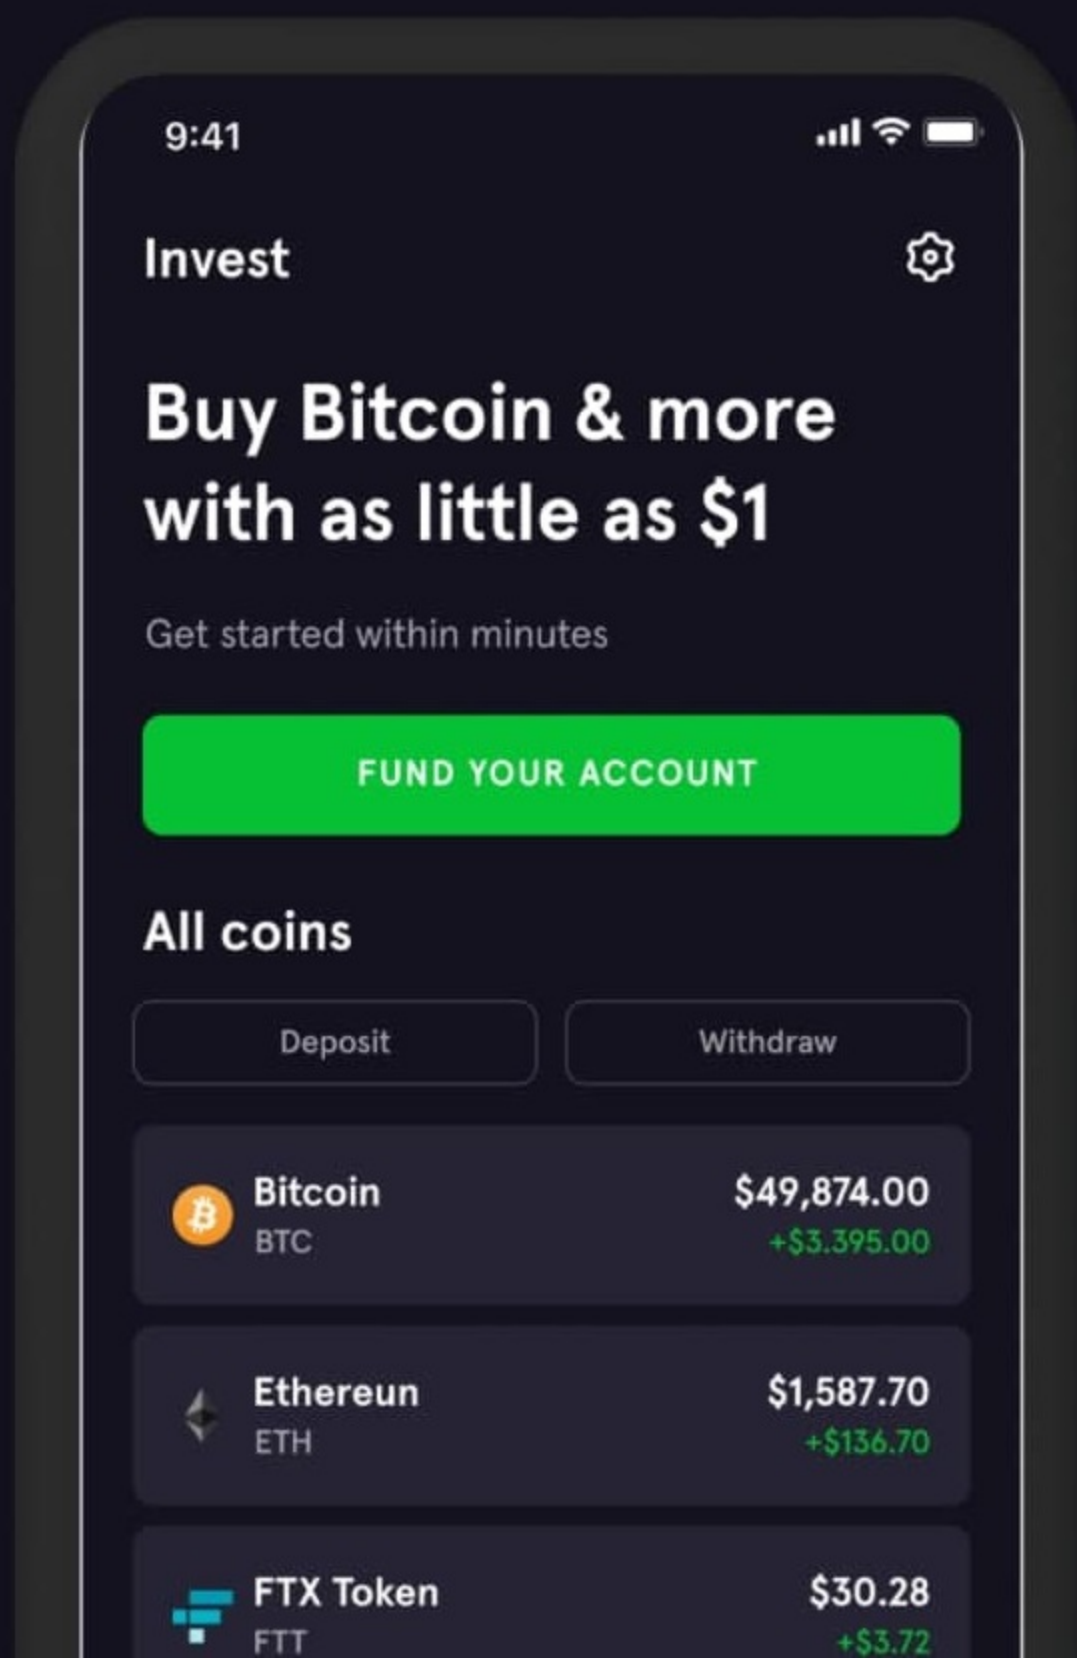 9:41
Invest
Buy Bitcoin & more
with as little as $1
Get started within minutes
FUND YOUR ACCOUNT
All coins
Deposit Withdraw
Bitcoin $49,874.00
BTC +$3.395.00
Ethereun $1,587.70
ETH +$136.70
FTX Token $30.28
FTT +$3.72